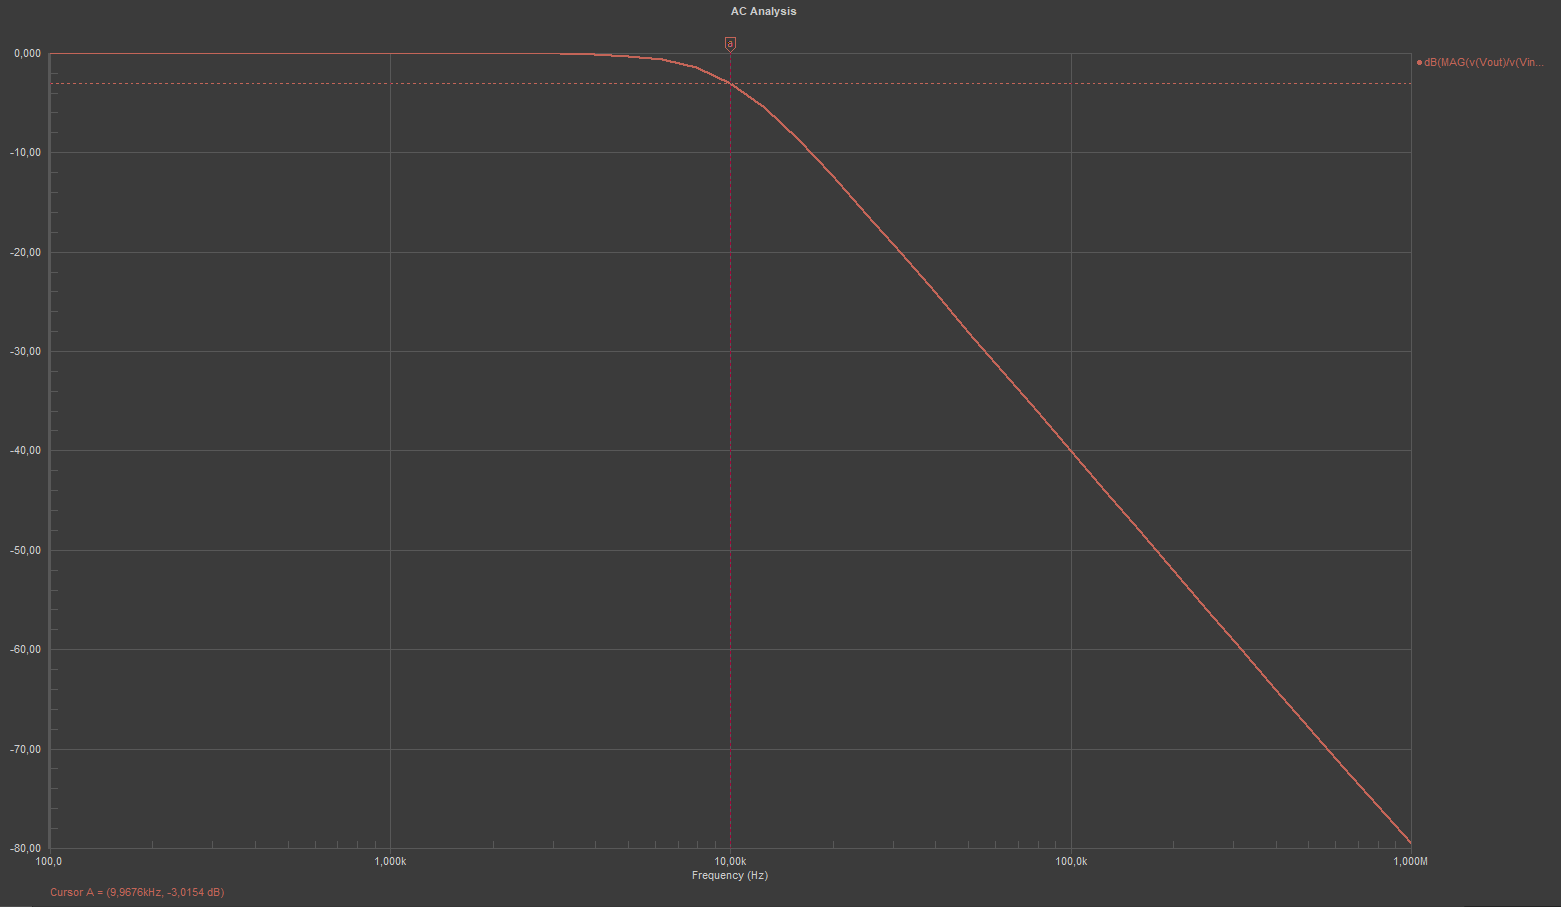 AC Analysis
a
dB(MAG(v(Vout)/v(Vin...
0,000
-10,00
-20,00
-30,00
-40,00
-50,00
-60,00
-70,00
-80,00
100,0 1,000k 10,00k 100,0k 1,000M
Frequency (Hz)
Cursor A = (9,9676kHz, -3,0154 dB)